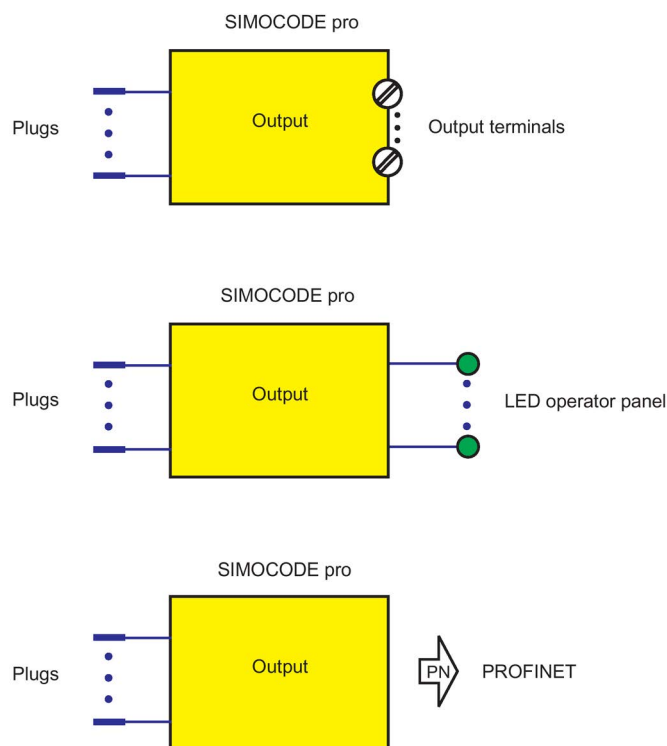 SIMOCODE pro
Plugs
Output
Output terminals
SIMOCODE pro
Plugs
Output
LED operator panel
SIMOCODE pro
Plugs
Output
PN
PROFINET